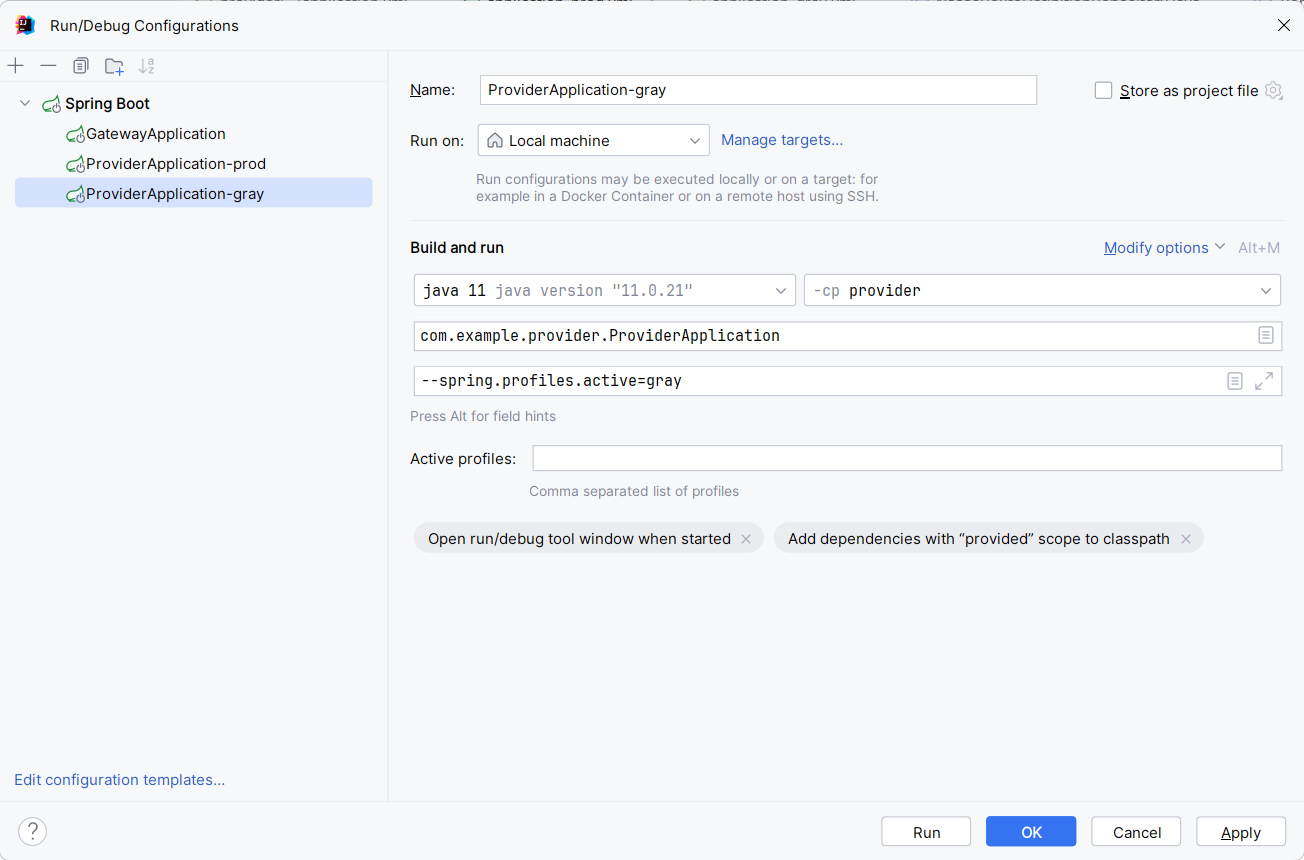 Run/Debug Configurations
Spring Boot
GatewayApplication
ProviderApplication-prod
ProviderApplication-gray
Edit configuration templates...
Name:
ProviderApplication-gray
Store as project file
Run on:
Local machine
Manage targets...
Run configurations may be executed locally or on a target: for
example in a Docker Container or on a remote host using SSH.
Build and run
Modify options
Alt+M
java 11 java version "11.0.21"
-cp provider
com.example.provider.ProviderApplication
--spring.profiles.active=gray
Press Alt for field hints
Active profiles:
Comma separated list of profiles
Open run/debug tool window when started
Add dependencies with “provided” scope to classpath
?
Run
OK
Cancel
Apply